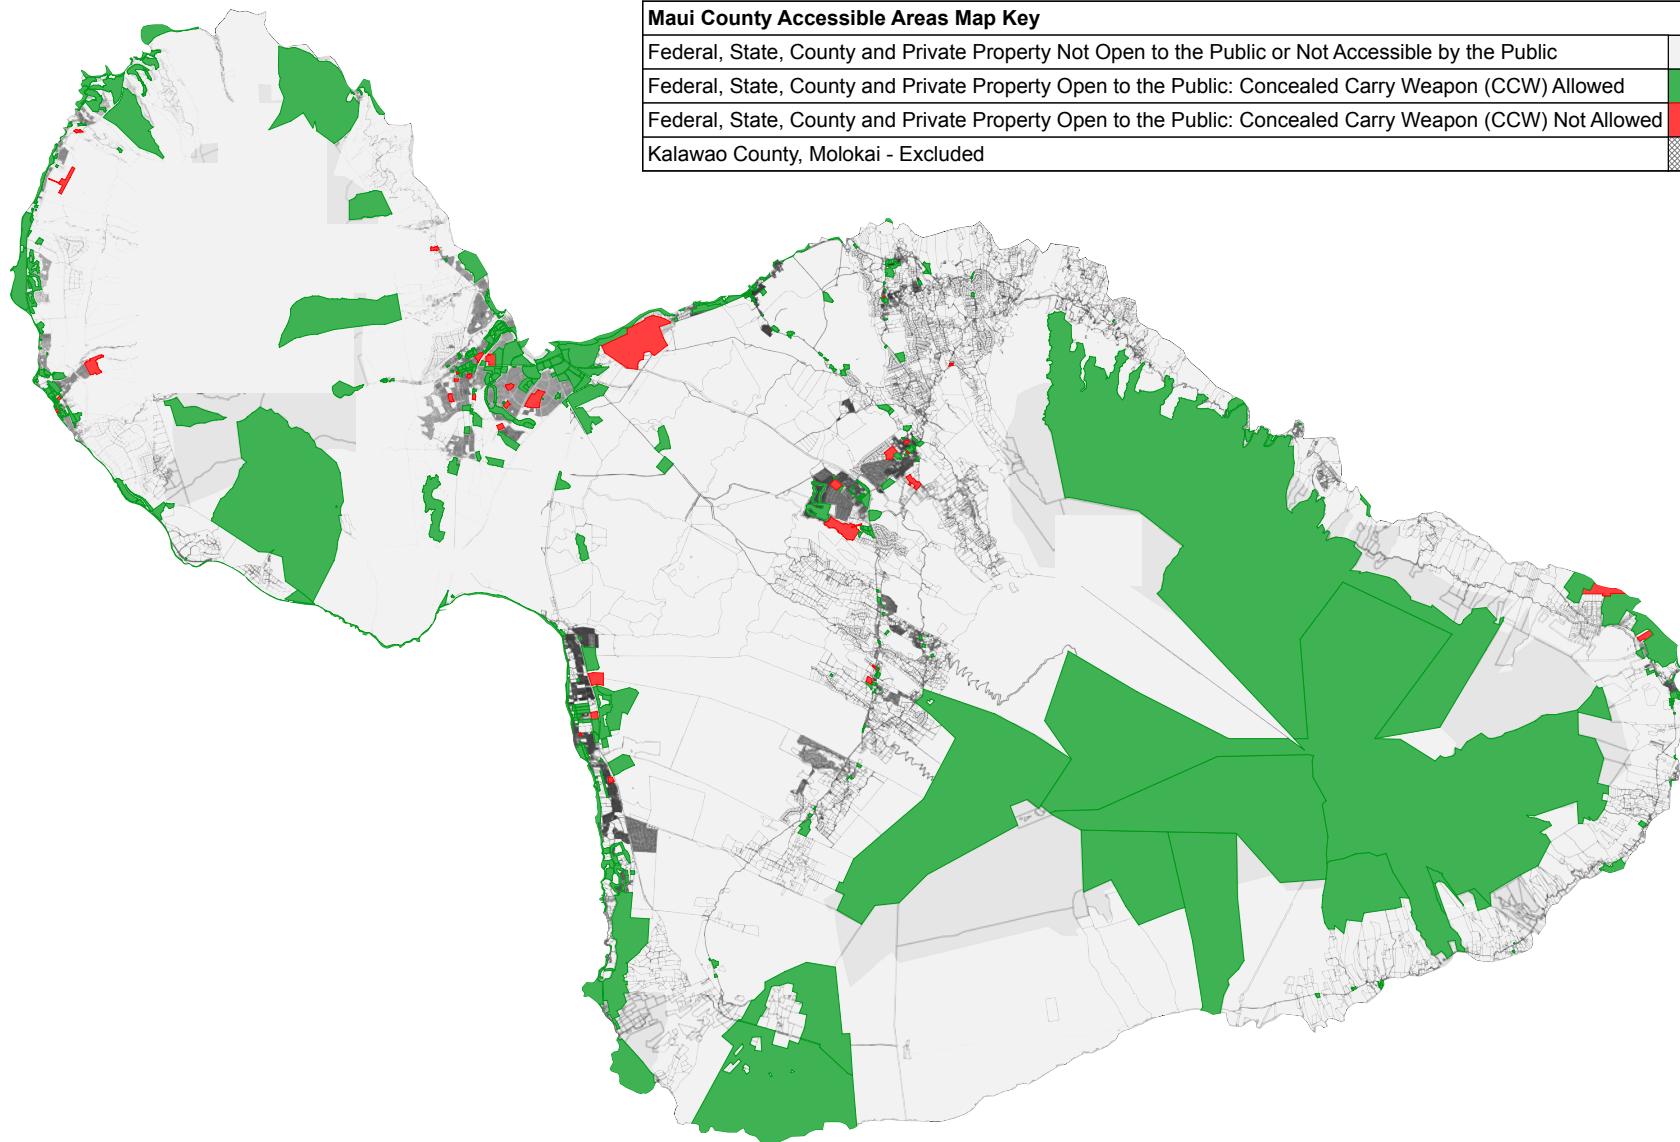 Maui County Accessible Areas Map Key
Federal, State, County and Private Property Not Open to the Public or Not Accessible by the Public
Federal, State, County and Private Property Open to the Public: Concealed Carry Weapon (CCW) Allowed
Federal, State, County and Private Property Open to the Public: Concealed Carry Weapon (CCW) Not Allowed
Kalawao County, Molokai - Excluded